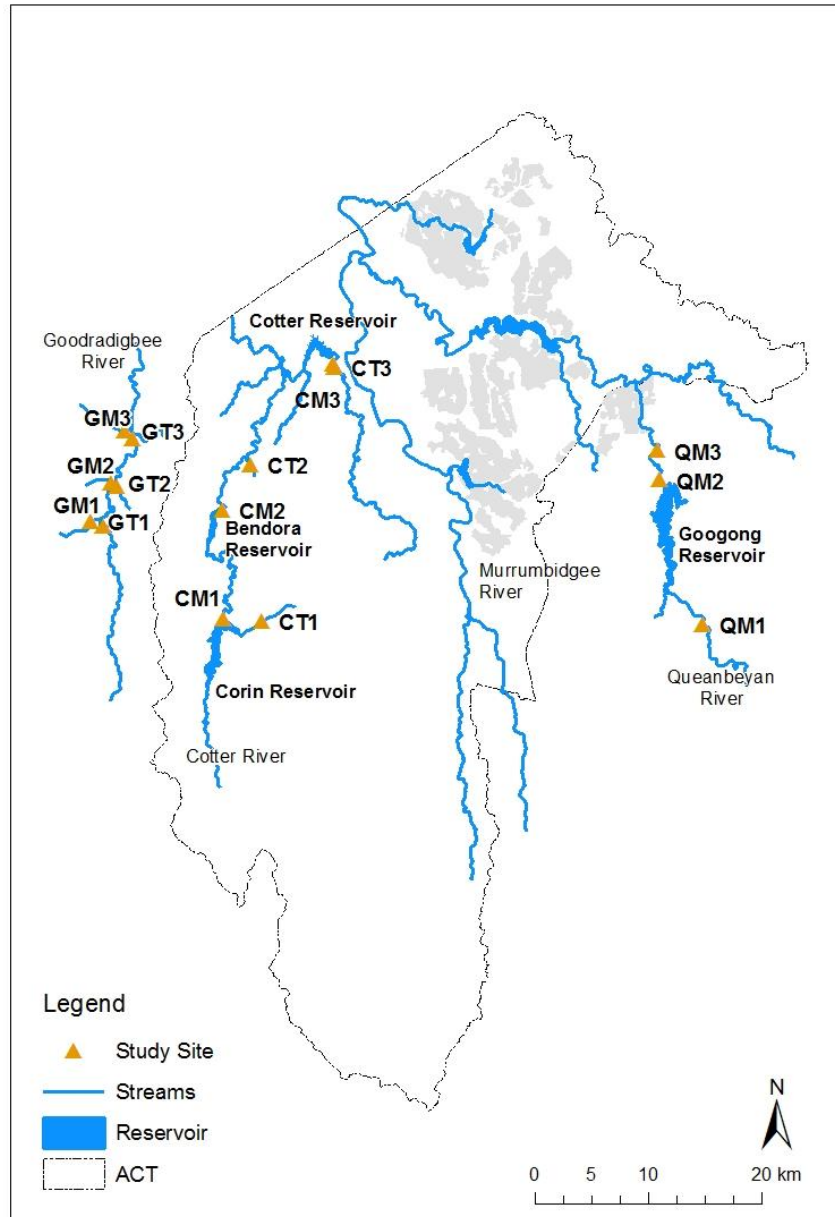 Goodradigbee
River
Cotter Reservoir
CT3
CM3
GM3
GT3
GM2
GT2
GM1
GT1
CT2
CM2
Bendora
Reservoir
CM1
CT1
Corin Reservoir
Cotter River
Murrumbidgee
River
QM3
QM2
Googong
Reservoir
QM1
Queanbeyan
River
Legend
Study Site
Streams
Reservoir
ACT
N
0 5 10 20 km